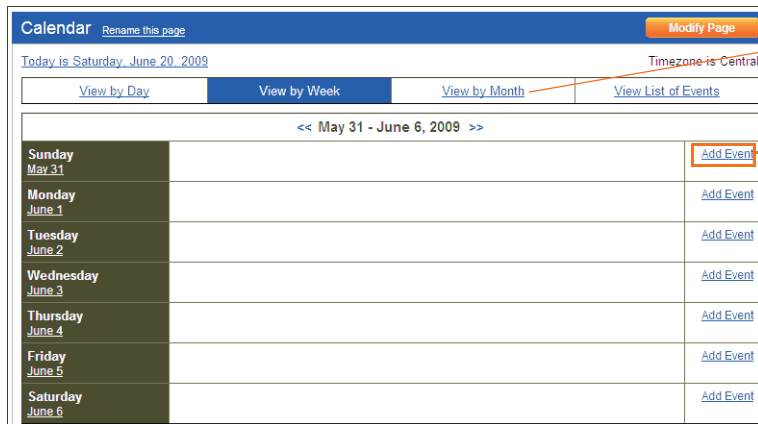 Calendar Rename this page Modify Page
Today is Saturday, June 20, 2009 Timezone is Central
View by Day View by Week View by Month View List of Events
<< May 31 - June 6, 2009 >>
Sunday Add Event
May 31
Monday Add Event
June 1
Tuesday Add Event
June 2
Wednesday Add Event
June 3
Thursday Add Event
June 4
Friday Add Event
June 5
Saturday Add Event
June 6